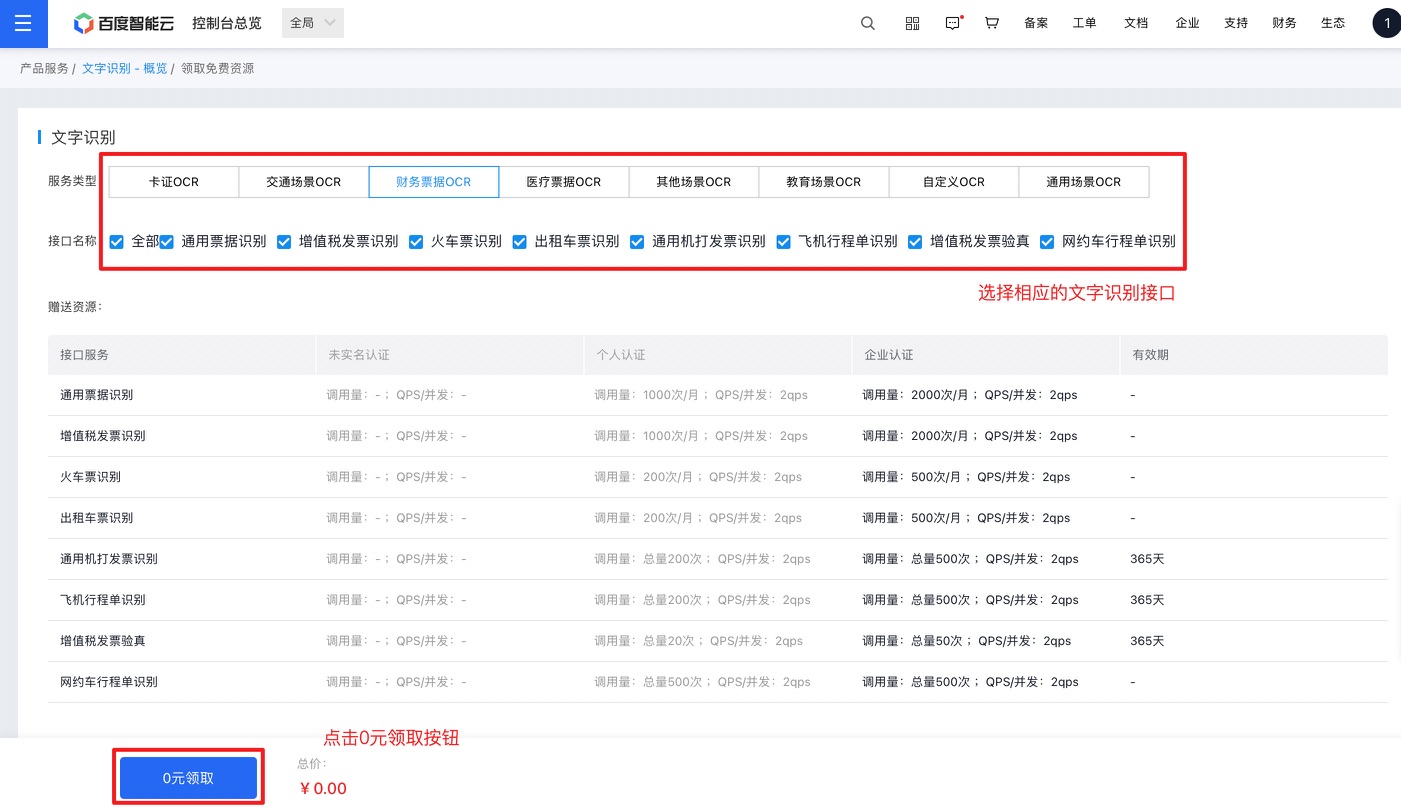 百度智能云 控制台总览 全局 备案 工单 文档 企业 支持 财务 生态 1
产品服务 / 文字识别 - 概览 / 领取免费资源
文字识别
服务类型 卡证OCR 交通场景OCR 财务票据OCR 医疗票据OCR 其他场景OCR 教育场景OCR 自定义OCR 通用场景OCR
接口名称 全部 通用票据识别 增值税发票识别 火车票识别 出租车票识别 通用机打发票识别 飞机行程单识别 增值税发票验真 网约车行程单识别
选择相应的文字识别接口
赠送资源：
接口服务 未实名认证 个人认证 企业认证 有效期
通用票据识别 调用量：-； QPS/并发：- 调用量：1000次/月； QPS/并发：2qps 调用量：2000次/月； QPS/并发：2qps -
增值税发票识别 调用量：-； QPS/并发：- 调用量：1000次/月； QPS/并发：2qps 调用量：2000次/月； QPS/并发：2qps -
火车票识别 调用量：-； QPS/并发：- 调用量：200次/月； QPS/并发：2qps 调用量：500次/月； QPS/并发：2qps -
出租车票识别 调用量：-； QPS/并发：- 调用量：200次/月； QPS/并发：2qps 调用量：500次/月； QPS/并发：2qps -
通用机打发票识别 调用量：-； QPS/并发：- 调用量：总量200次； QPS/并发：2qps 调用量：总量500次； QPS/并发：2qps 365天
飞机行程单识别 调用量：-； QPS/并发：- 调用量：总量200次； QPS/并发：2qps 调用量：总量500次； QPS/并发：2qps 365天
增值税发票验真 调用量：-； QPS/并发：- 调用量：总量20次； QPS/并发：2qps 调用量：总量50次； QPS/并发：2qps 365天
网约车行程单识别 调用量：-； QPS/并发：- 调用量：总量500次； QPS/并发：2qps 调用量：总量500次； QPS/并发：2qps -
点击0元领取按钮
总价：
0元领取
¥ 0.00